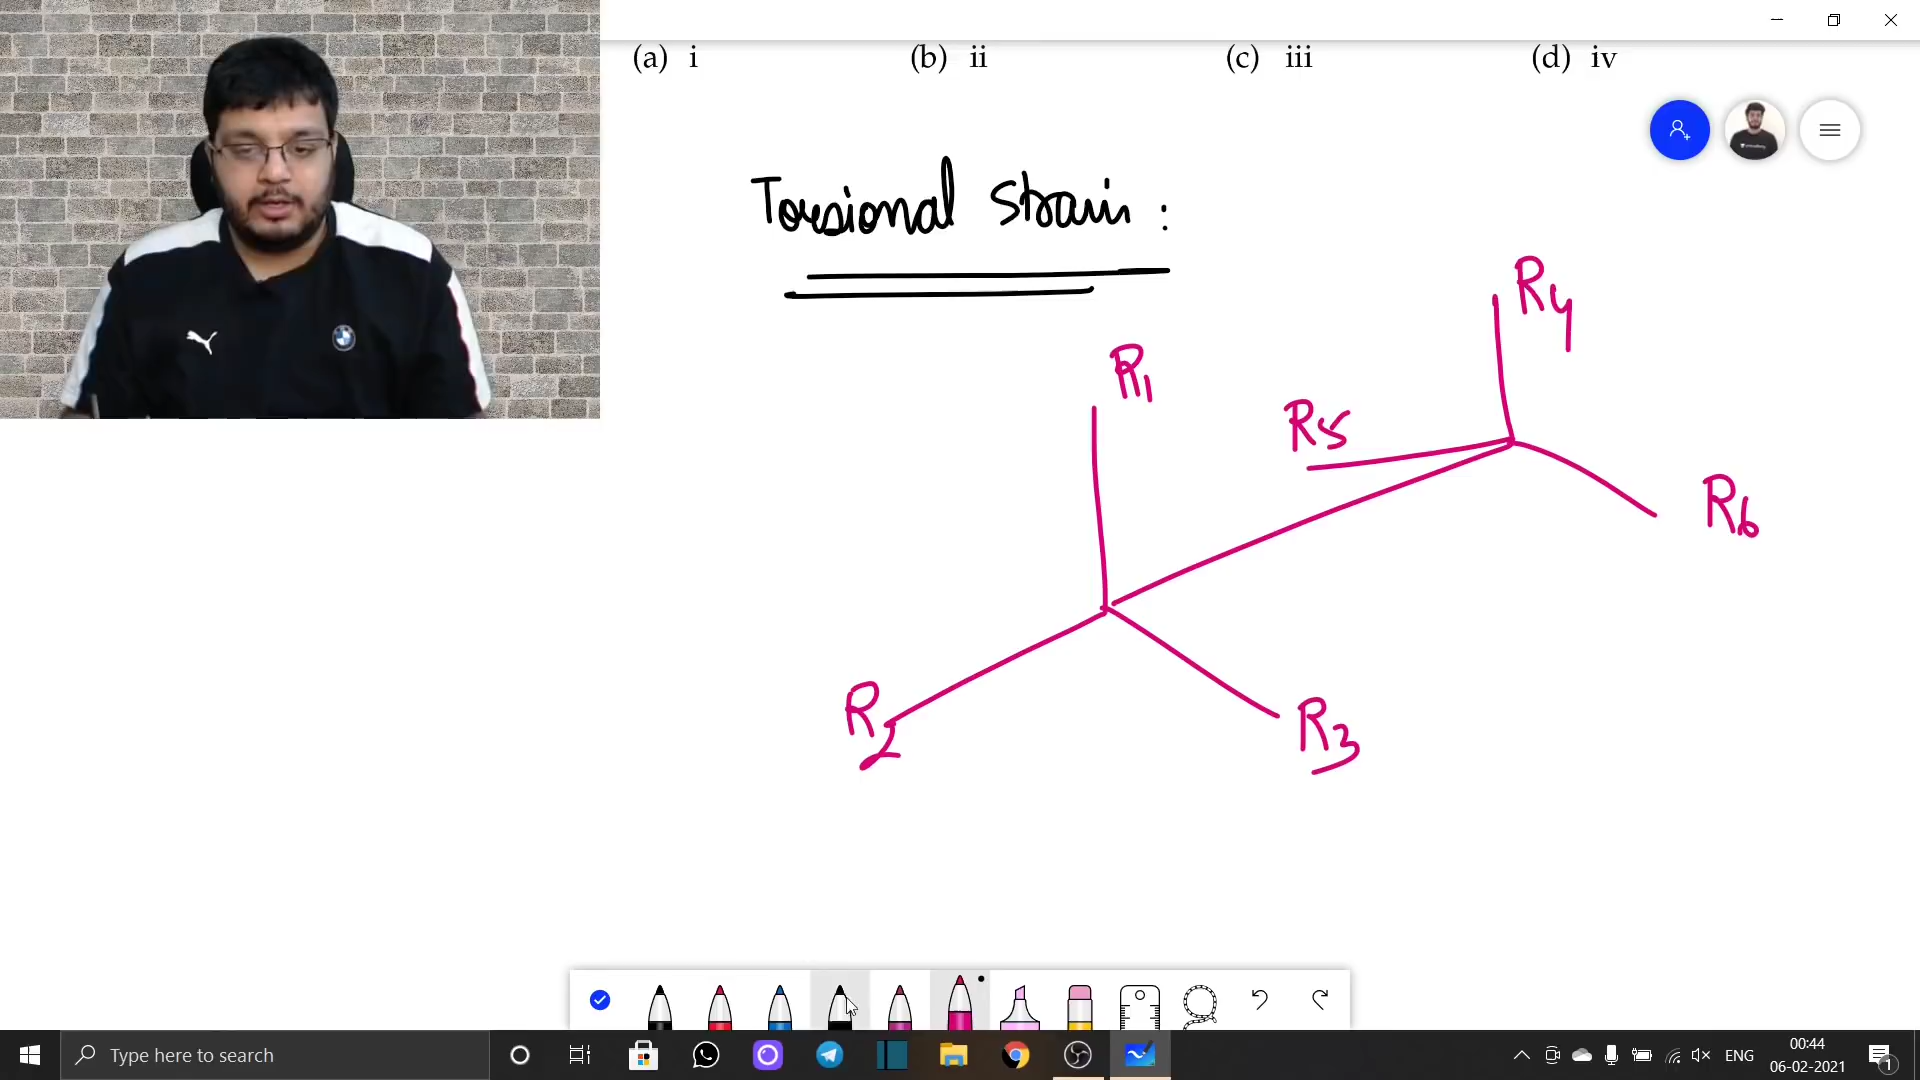 (a) i (b) ii (c) iii (d) iv
Torsional Strain :
R4
R1
R5
R6
R2
R3
Type here to search
ENG
00:44
06-02-2021
1